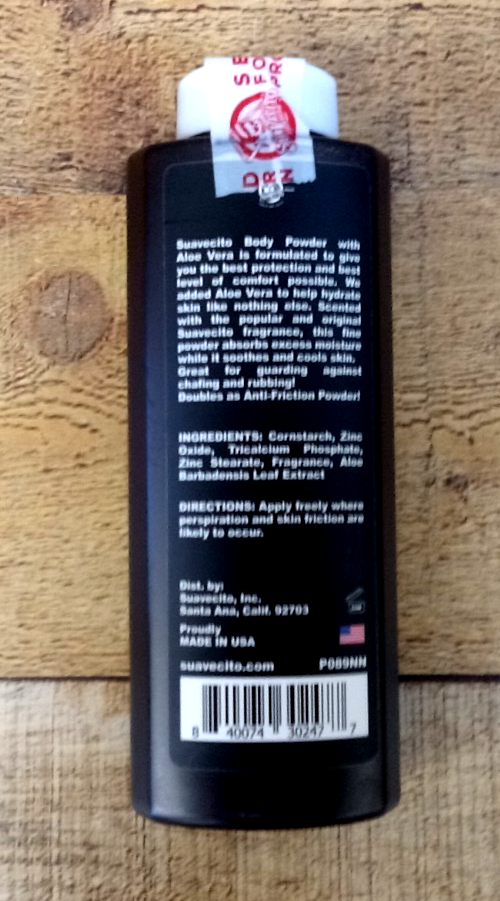 SE
FO
PRO
D
R
N
Suavecito Body Powder with
Aloe Vera is formulated to give
you the best protection and best
level of comfort possible. We
added Aloe Vera to help hydrate
skin like nothing else. Scented
with the popular and original
Suavecito fragrance, this fine
powder absorbs excess moisture
while it soothes and cools skin.
Great for guarding against
chafing and rubbing!
Doubles as Anti-Friction Powder!
INGREDIENTS: Cornstarch, Zinc
Oxide, Tricalcium Phosphate,
Zinc Stearate, Fragrance, Aloe
Barbadensis Leaf Extract
DIRECTIONS: Apply freely where
perspiration and skin friction are
likely to occur.
Dist. by:
Suavecito, Inc.
Santa Ana, Calif. 92703
Proudly
MADE IN USA
suavecito.com P089NN
8 40074 30247 7